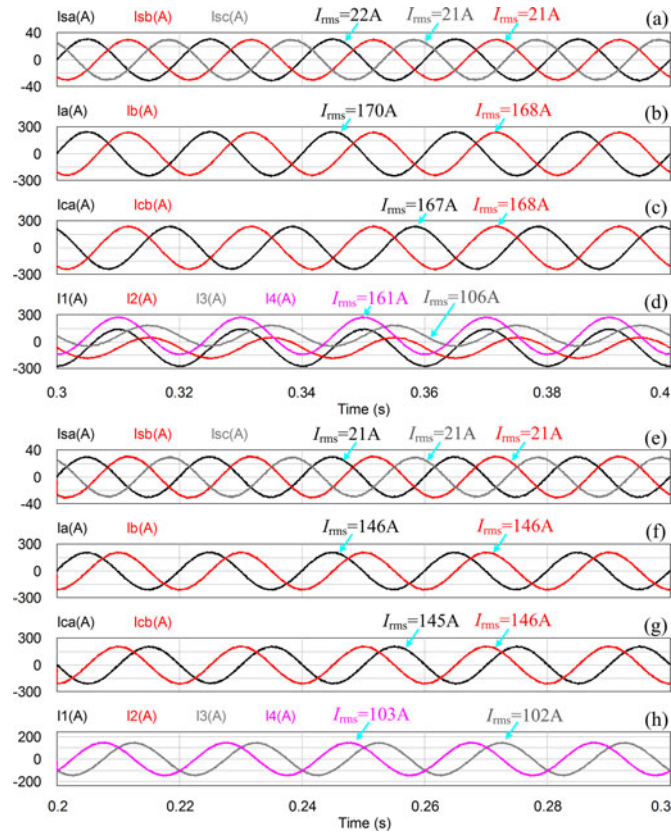 Isa(A) Isb(A) Isc(A) Irms=22A Irms=21A Irms=21A (a)
40
0
-40
Ia(A) Ib(A) Irms=170A Irms=168A (b)
300
0
-300
Ica(A) Icb(A) Irms=167A Irms=168A (c)
300
0
-300
I1(A) I2(A) I3(A) I4(A) Irms=161A Irms=106A (d)
300
0
-300
0.3 0.32 0.34 0.36 0.38 0.4
Time (s)
Isa(A) Isb(A) Isc(A) Irms=21A Irms=21A Irms=21A (e)
40
0
-40
Ia(A) Ib(A) Irms=146A Irms=146A (f)
300
0
-300
Ica(A) Icb(A) Irms=145A Irms=146A (g)
300
0
-300
I1(A) I2(A) I3(A) I4(A) Irms=103A Irms=102A (h)
200
0
-200
0.2 0.22 0.24 0.26 0.28 0.3
Time (s)